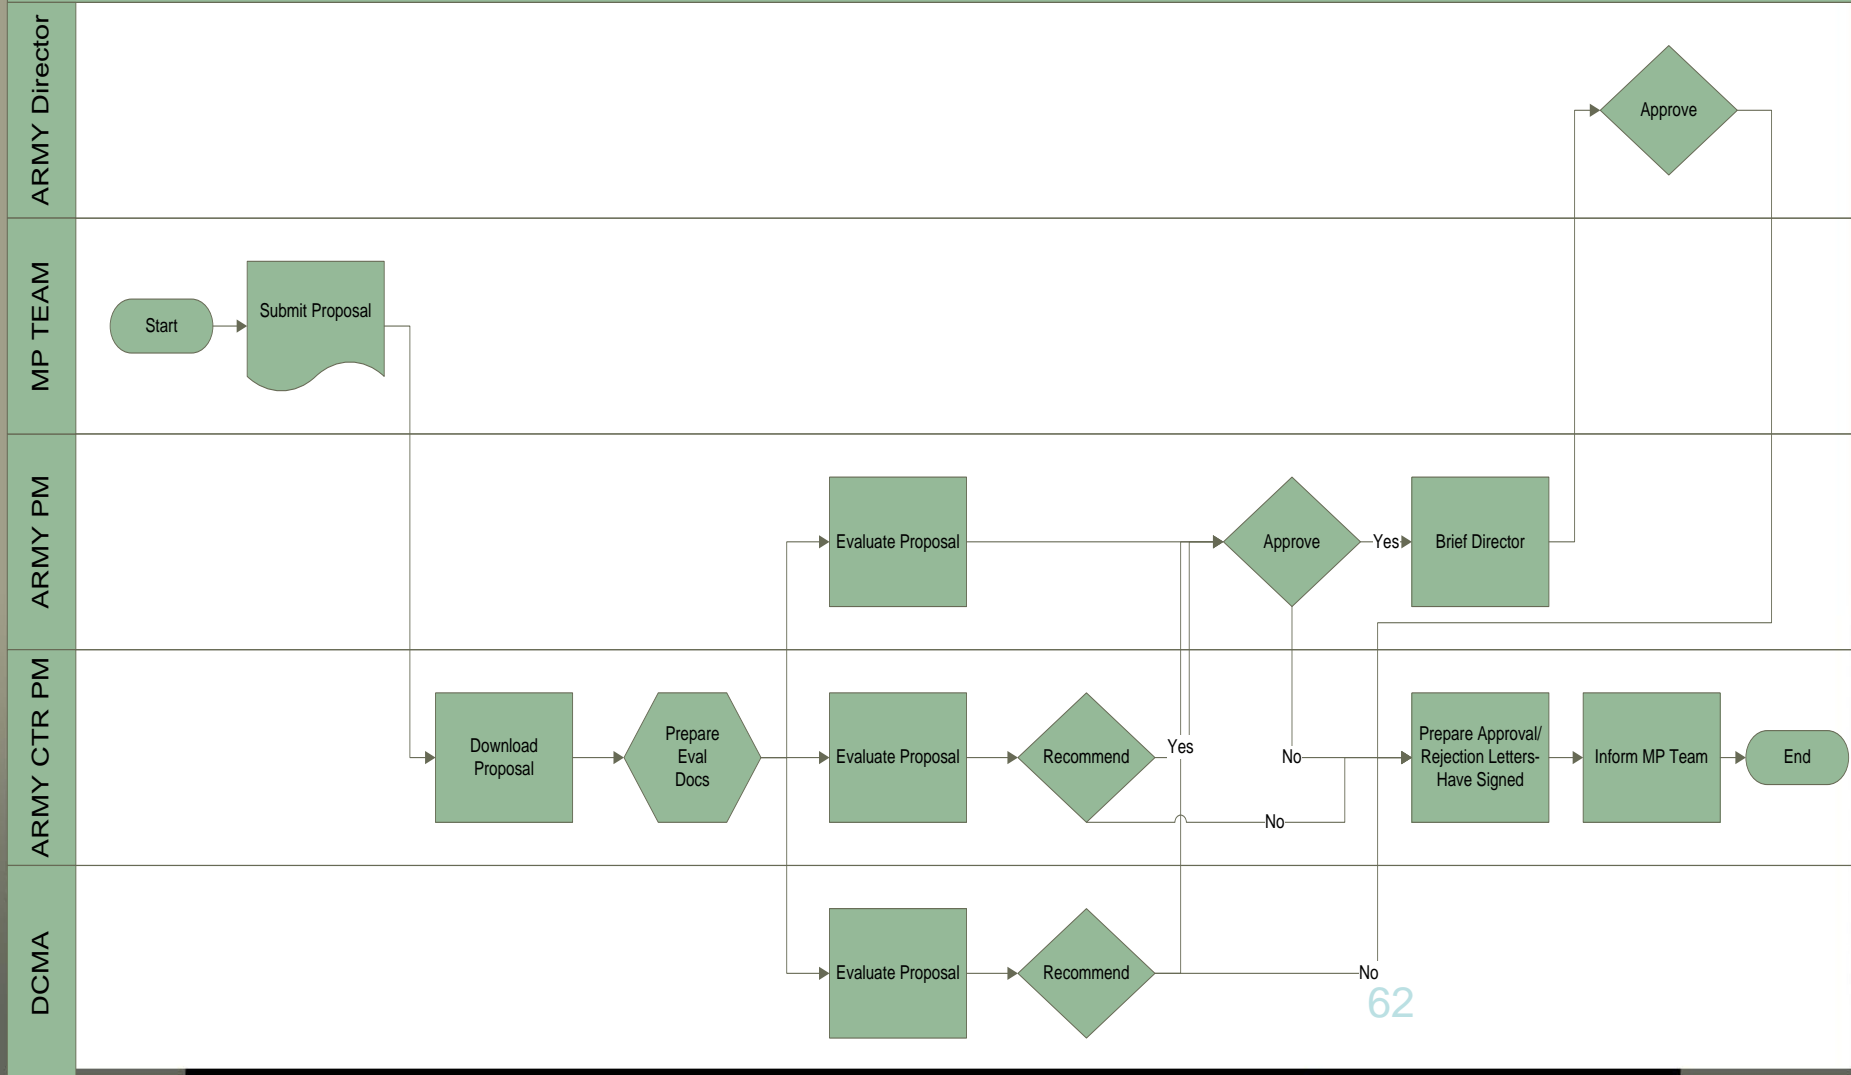 ARMY Director
Approve
MP TEAM
Start
Submit Proposal
ARMY PM
Evaluate Proposal
Approve
Yes
Brief Director
ARMY CTR PM
Download
Proposal
Prepare
Eval
Docs
Evaluate Proposal
Recommend
Yes
No
No
Prepare Approval/
Rejection Letters-
Have Signed
Inform MP Team
End
DCMA
Evaluate Proposal
Recommend
No
62